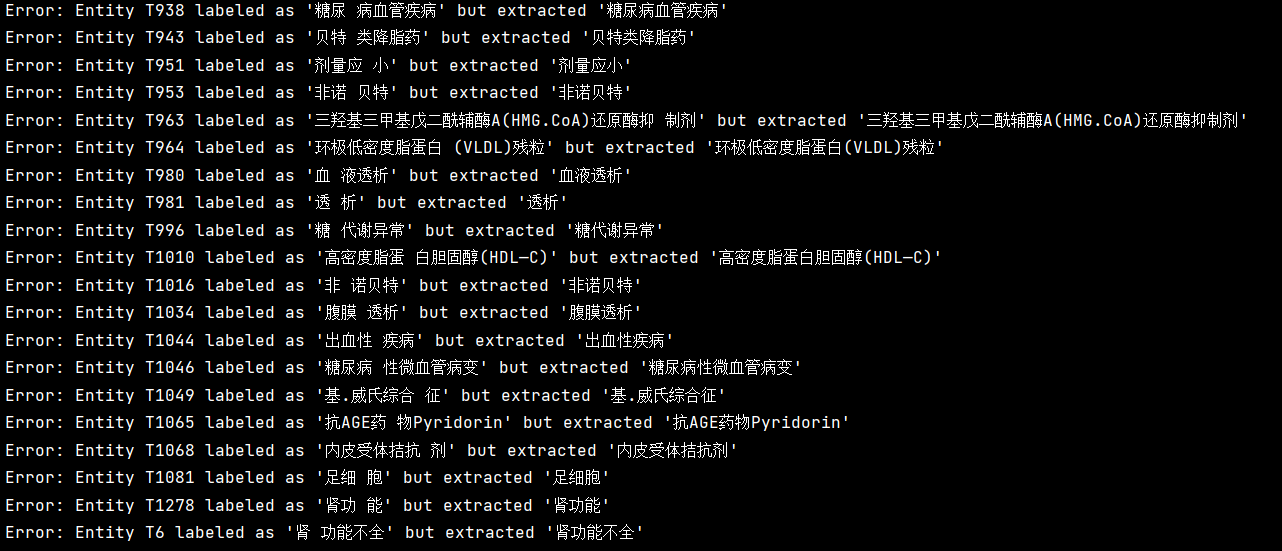 Error: Entity T938 labeled as '糖尿 病血管疾病' but extracted '糖尿病血管疾病'
Error: Entity T943 labeled as '贝特 类降脂药' but extracted '贝特类降脂药'
Error: Entity T951 labeled as '剂量应 小' but extracted '剂量应小'
Error: Entity T953 labeled as '非诺 贝特' but extracted '非诺贝特'
Error: Entity T963 labeled as '三羟基三甲基戊二酰辅酶A(HMG.CoA)还原酶抑 制剂' but extracted '三羟基三甲基戊二酰辅酶A(HMG.CoA)还原酶抑制剂'
Error: Entity T964 labeled as '环极低密度脂蛋白 (VLDL)残粒' but extracted '环极低密度脂蛋白(VLDL)残粒'
Error: Entity T980 labeled as '血 液透析' but extracted '血液透析'
Error: Entity T981 labeled as '透 析' but extracted '透析'
Error: Entity T996 labeled as '糖 代谢异常' but extracted '糖代谢异常'
Error: Entity T1010 labeled as '高密度脂蛋 白胆固醇(HDL—C)' but extracted '高密度脂蛋白胆固醇(HDL—C)'
Error: Entity T1016 labeled as '非 诺贝特' but extracted '非诺贝特'
Error: Entity T1034 labeled as '腹膜 透析' but extracted '腹膜透析'
Error: Entity T1044 labeled as '出血性 疾病' but extracted '出血性疾病'
Error: Entity T1046 labeled as '糖尿病 性微血管病变' but extracted '糖尿病性微血管病变'
Error: Entity T1049 labeled as '基.威氏综合 征' but extracted '基.威氏综合征'
Error: Entity T1065 labeled as '抗AGE药 物Pyridorin' but extracted '抗AGE药物Pyridorin'
Error: Entity T1068 labeled as '内皮受体拮抗 剂' but extracted '内皮受体拮抗剂'
Error: Entity T1081 labeled as '足细 胞' but extracted '足细胞'
Error: Entity T1278 labeled as '肾功 能' but extracted '肾功能'
Error: Entity T6 labeled as '肾 功能不全' but extracted '肾功能不全'